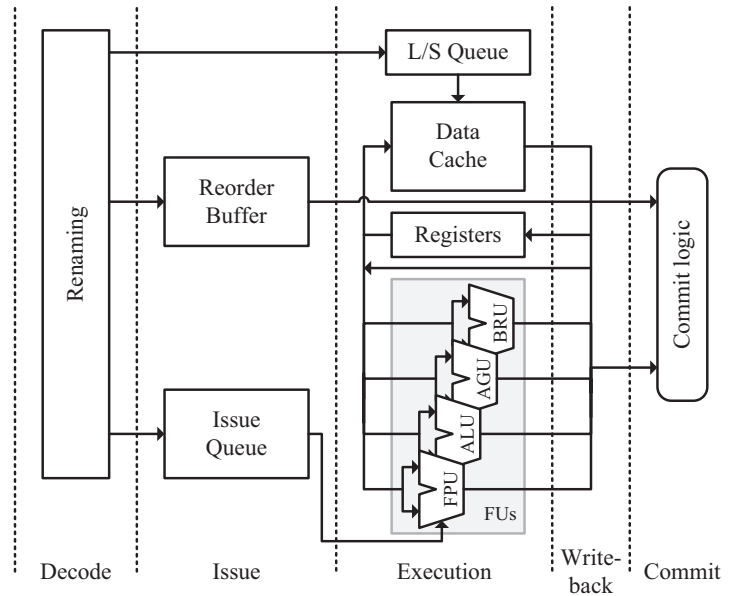 L/S Queue
Data
Cache
Renaming
Reorder
Buffer
Registers
Commit logic
BRU
AGU
Issue
Queue
ALU
FPU
FUs
Decode
Issue
Execution
Write-
back
Commit